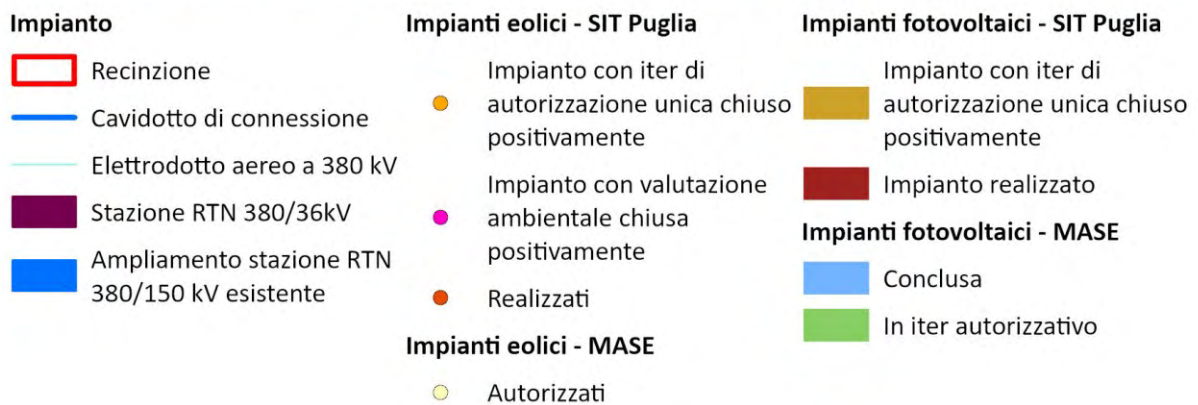 Impianto
Recinzione
Cavidotto di connessione
Elettrodotto aereo a 380 kV
Stazione RTN 380/36kV
Ampliamento stazione RTN
380/150 kV esistente
Impianti eolici - SIT Puglia
Impianto con iter di
autorizzazione unica chiuso
positivamente
Impianto con valutazione
ambientale chiusa
positivamente
Realizzati
Impianti eolici - MASE
Autorizzati
Impianti fotovoltaici - SIT Puglia
Impianto con iter di
autorizzazione unica chiuso
positivamente
Impianto realizzato
Impianti fotovoltaici - MASE
Conclusa
In iter autorizzativo